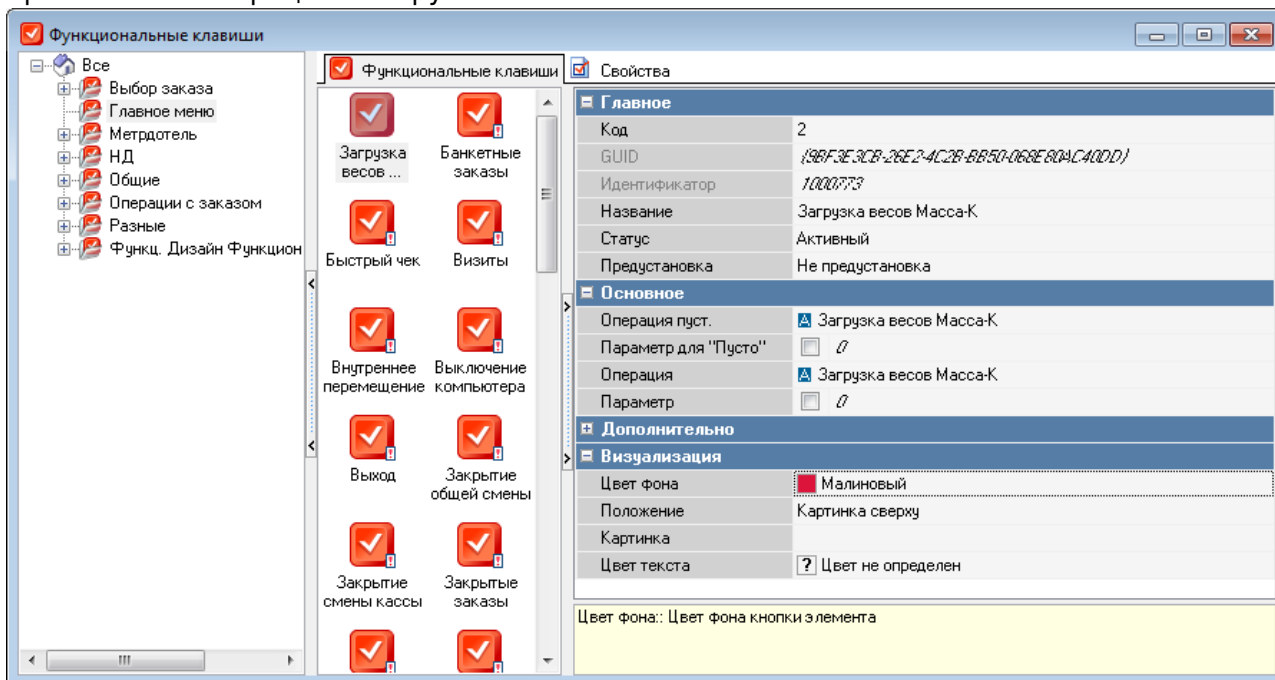 Функциональные клавиши
Все
Выбор заказа
Главное меню
Метрдотель
НД
Общие
Операции с заказом
Разные
Функц. Дизайн Функцион
Функциональные клавиши
Загрузка весов ...
Банкетные заказы
Быстрый чек
Визиты
Внутреннее перемещение
Выключение компьютера
Выход
Закрытие общей смены
Закрытие смены кассы
Закрытые заказы
Свойства
Главное
Код 2
GUID {9BF3E3CB-26E2-4C2B-BB50-068E80AC40DD}
Идентификатор 1000773
Название Загрузка весов Масса-К
Статус Активный
Предустановка Не предустановка
Основное
Операция пуст. Загрузка весов Масса-К
Параметр для "Пусто" 0
Операция Загрузка весов Масса-К
Параметр 0
Дополнительно
Визуализация
Цвет фона Малиновый
Положение Картинка сверху
Картинка
Цвет текста ? Цвет не определен
Цвет фона:: Цвет фона кнопки элемента